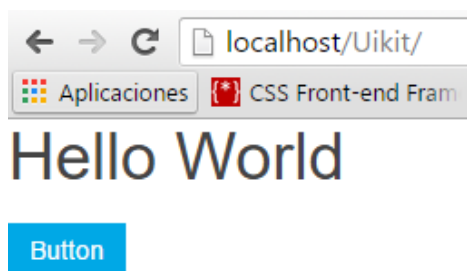 localhost/Uikit/
Aplicaciones {*} CSS Front-end Fram
Hello World
Button